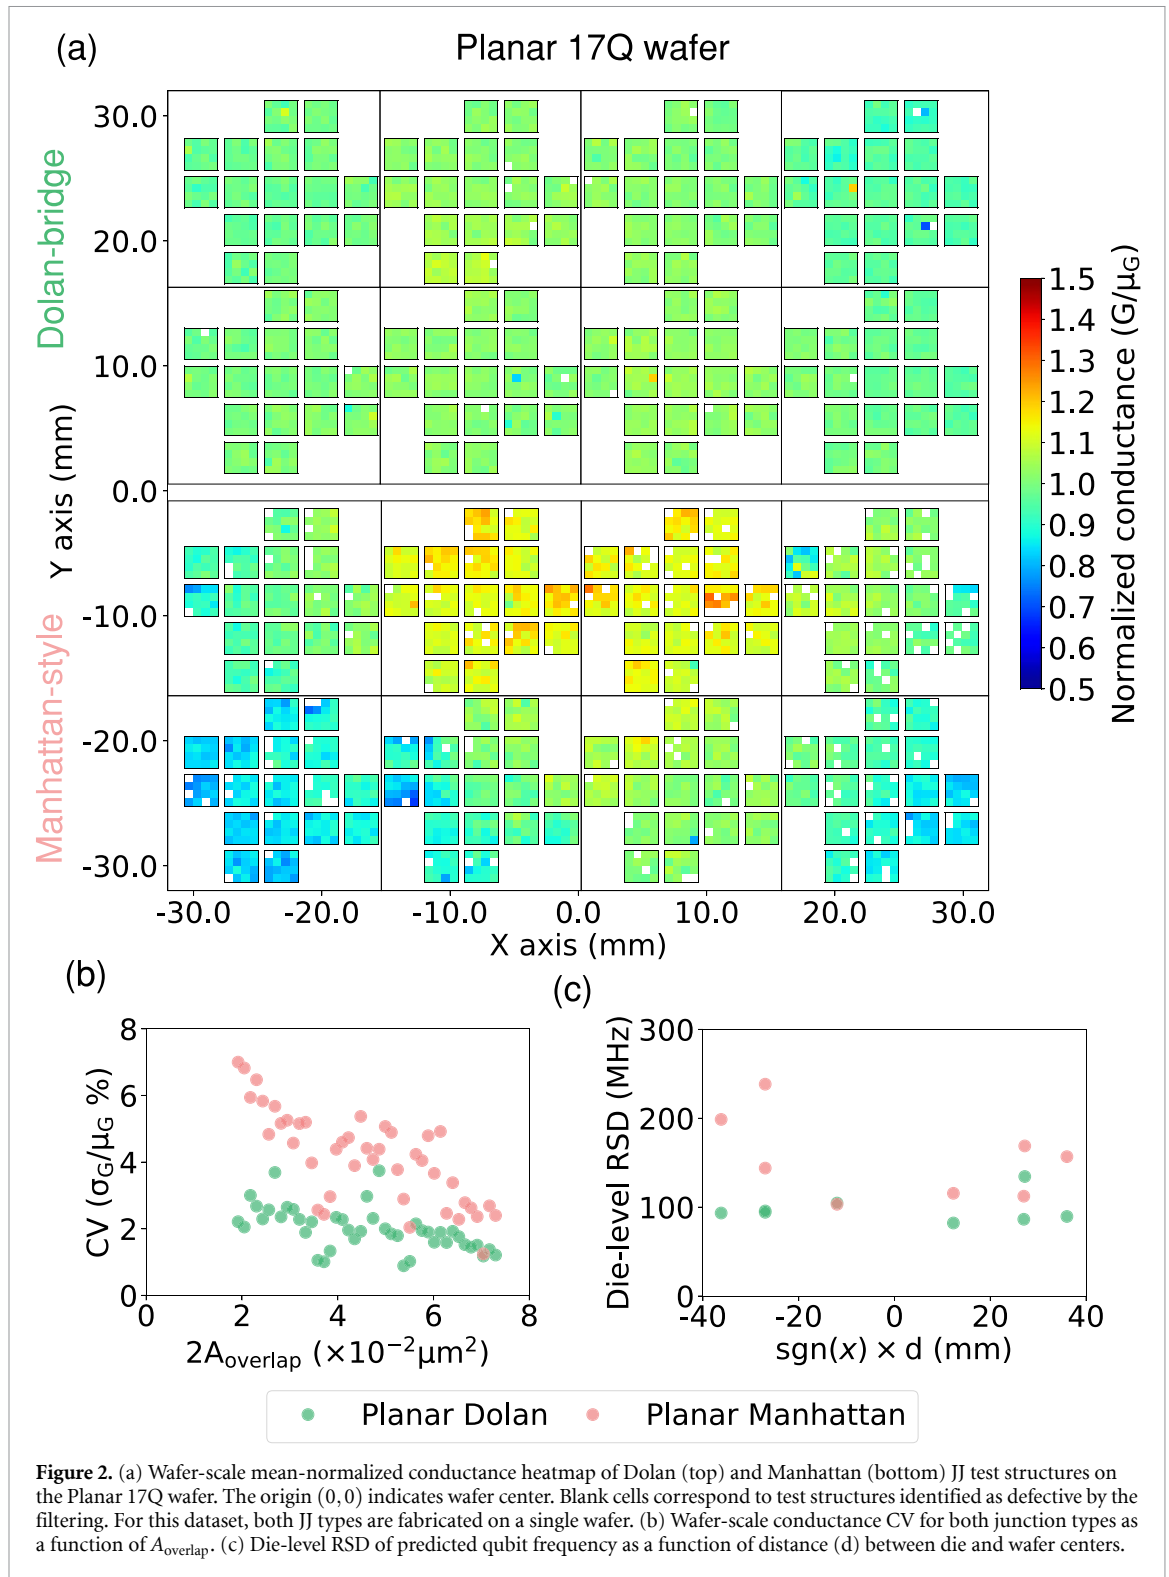 (a)
Planar 17Q wafer
Dolan-bridge
Manhattan-style
Y axis (mm)
30.0
20.0
10.0
0.0
-10.0
-20.0
-30.0
-30.0 -20.0 -10.0 0.0 10.0 20.0 30.0
X axis (mm)
1.5
1.4
1.3
1.2
1.1
1.0
0.9
0.8
0.7
0.6
0.5
Normalized conductance (G/μG)
(b)
8
6
4
2
0
CV (σG/μG %)
0 2 4 6 8
2Aoverlap (×10⁻²μm²)
(c)
300
200
100
0
Die-level RSD (MHz)
-40 -20 0 20 40
sgn(x) × d (mm)
Planar Dolan Planar Manhattan
Figure 2. (a) Wafer-scale mean-normalized conductance heatmap of Dolan (top) and Manhattan (bottom) JJ test structures on
the Planar 17Q wafer. The origin (0,0) indicates wafer center. Blank cells correspond to test structures identified as defective by the
filtering. For this dataset, both JJ types are fabricated on a single wafer. (b) Wafer-scale conductance CV for both junction types as
a function of Aoverlap. (c) Die-level RSD of predicted qubit frequency as a function of distance (d) between die and wafer centers.